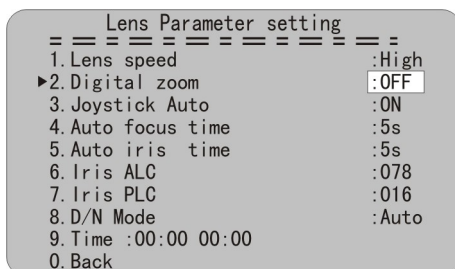 Lens Parameter setting
1. Lens speed :High
▶2. Digital zoom :OFF
3. Joystick Auto :ON
4. Auto focus time :5s
5. Auto iris time :5s
6. Iris ALC :078
7. Iris PLC :016
8. D/N Mode :Auto
9. Time :00:00 00:00
0. Back